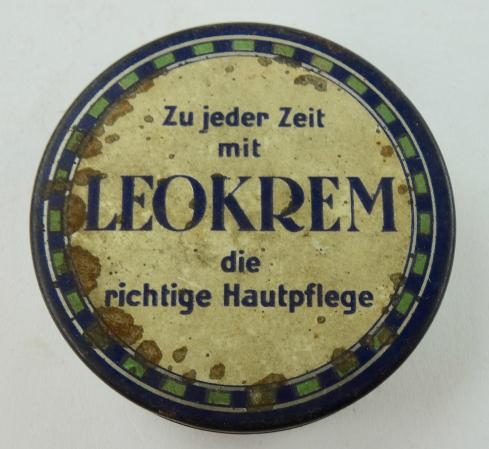 Zu jeder Zeit
mit
LEOKREM
die
richtige Hautpflege